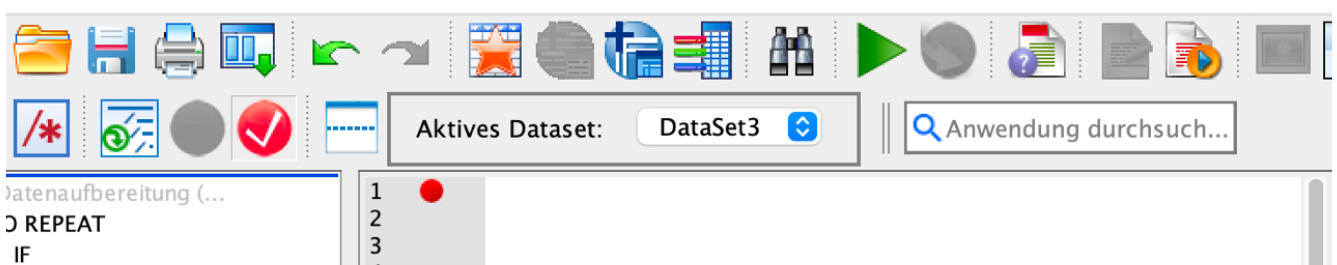 /*
Aktives Dataset: DataSet3 Anwendung durchsuch...
Datenaufbereitung (...
O REPEAT
IF
1
2
3